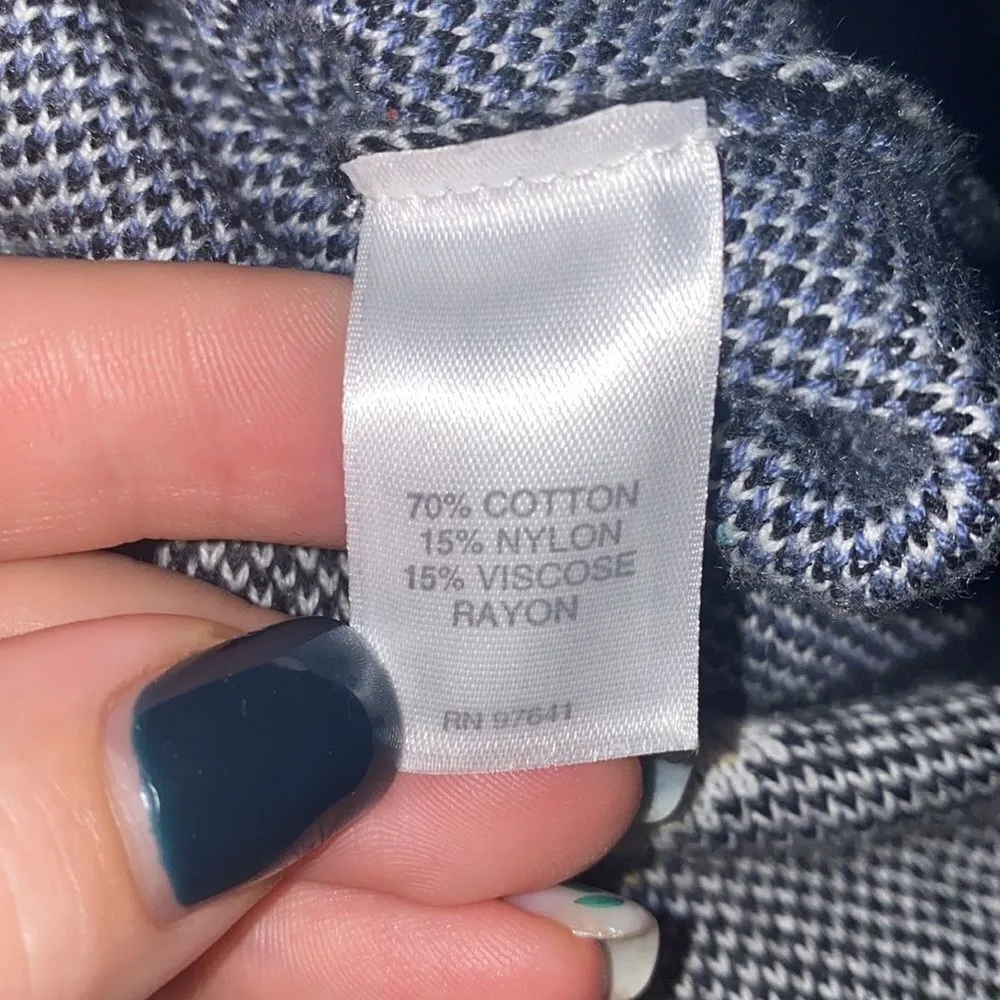 70% COTTON
15% NYLON
15% VISCOSE
RAYON
RN 97641